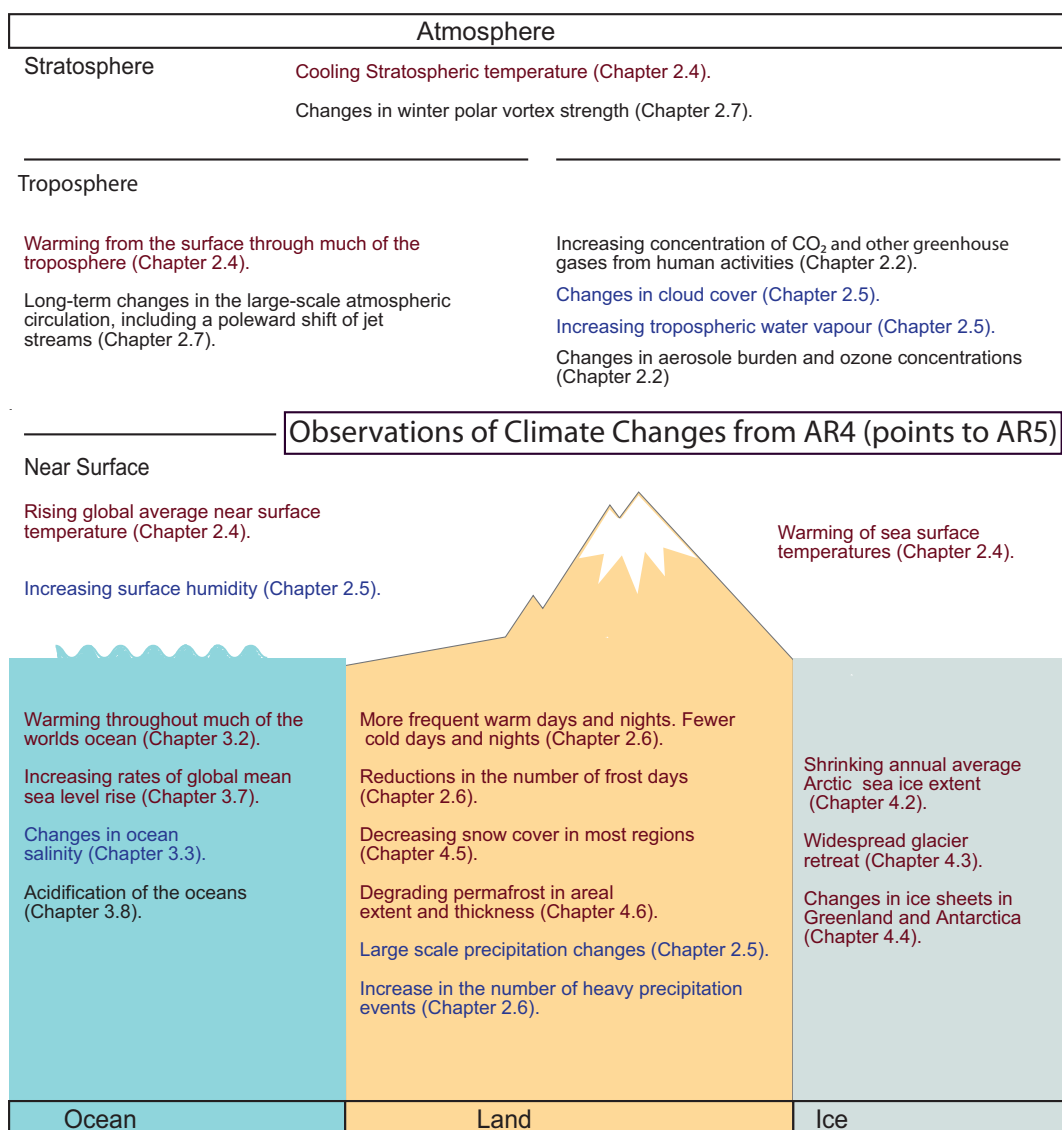 Atmosphere
Stratosphere
Cooling Stratospheric temperature (Chapter 2.4).
Changes in winter polar vortex strength (Chapter 2.7).
Troposphere
Warming from the surface through much of the
troposphere (Chapter 2.4).
Long-term changes in the large-scale atmospheric
circulation, including a poleward shift of jet
streams (Chapter 2.7).
Increasing concentration of CO₂ and other greenhouse
gases from human activities (Chapter 2.2).
Changes in cloud cover (Chapter 2.5).
Increasing tropospheric water vapour (Chapter 2.5).
Changes in aerosole burden and ozone concentrations
(Chapter 2.2)
Observations of Climate Changes from AR4 (points to AR5)
Near Surface
Rising global average near surface
temperature (Chapter 2.4).
Increasing surface humidity (Chapter 2.5).
Warming of sea surface
temperatures (Chapter 2.4).
Warming throughout much of the
worlds ocean (Chapter 3.2).
Increasing rates of global mean
sea level rise (Chapter 3.7).
Changes in ocean
salinity (Chapter 3.3).
Acidification of the oceans
(Chapter 3.8).
More frequent warm days and nights. Fewer
cold days and nights (Chapter 2.6).
Reductions in the number of frost days
(Chapter 2.6).
Decreasing snow cover in most regions
(Chapter 4.5).
Degrading permafrost in areal
extent and thickness (Chapter 4.6).
Large scale precipitation changes (Chapter 2.5).
Increase in the number of heavy precipitation
events (Chapter 2.6).
Shrinking annual average
Arctic sea ice extent
(Chapter 4.2).
Widespread glacier
retreat (Chapter 4.3).
Changes in ice sheets in
Greenland and Antarctica
(Chapter 4.4).
Ocean
Land
Ice